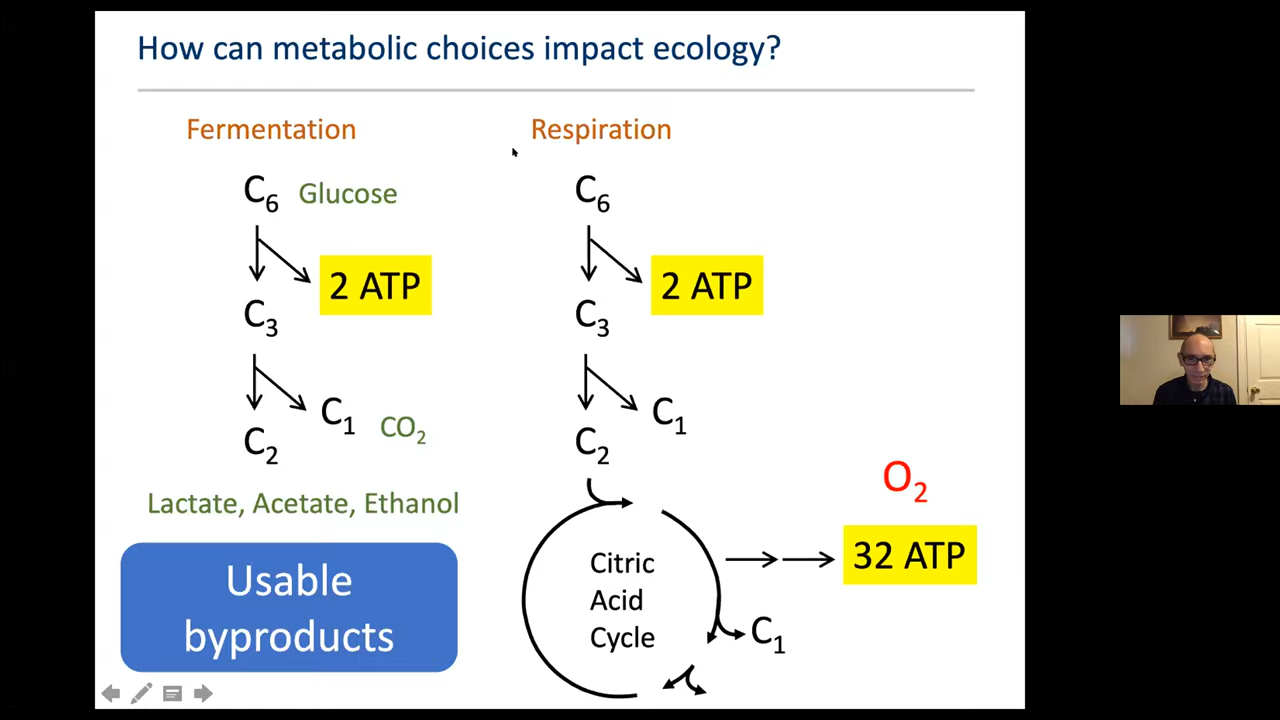 How can metabolic choices impact ecology?
Fermentation
C₆ Glucose
2 ATP
C₃
C₁ CO₂
C₂
Lactate, Acetate, Ethanol
Usable
byproducts
Respiration
C₆
2 ATP
C₃
C₁
C₂
Citric
Acid
Cycle
O₂
32 ATP
C₁